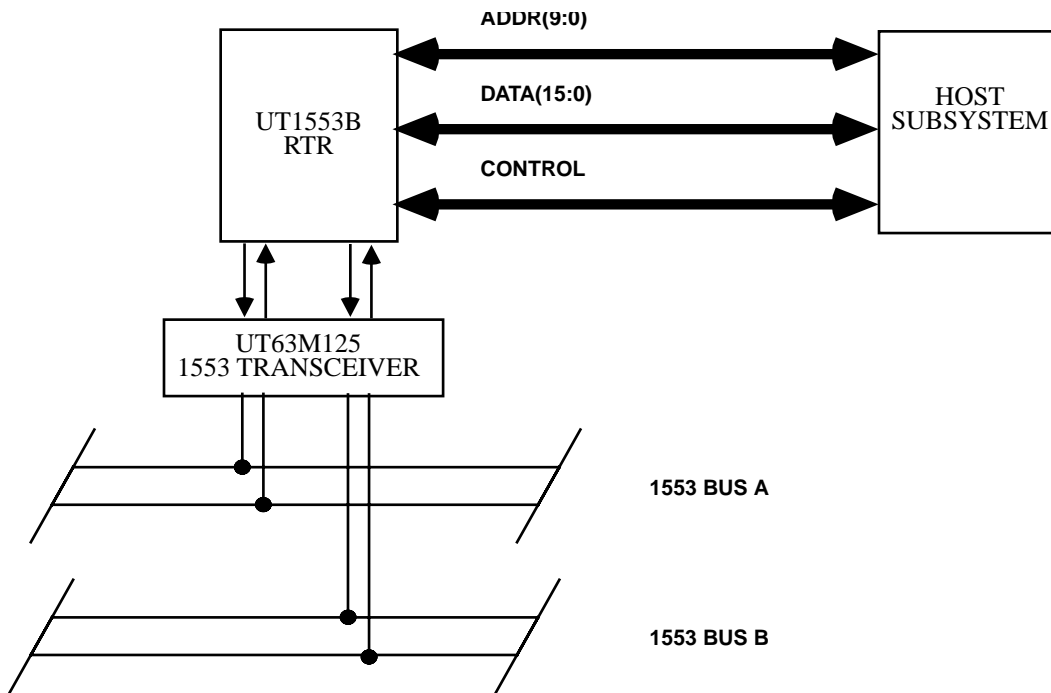 ADDR(9:0)
DATA(15:0)
CONTROL
UT1553B
RTR
HOST
SUBSYSTEM
UT63M125
1553 TRANSCEIVER
1553 BUS A
1553 BUS B